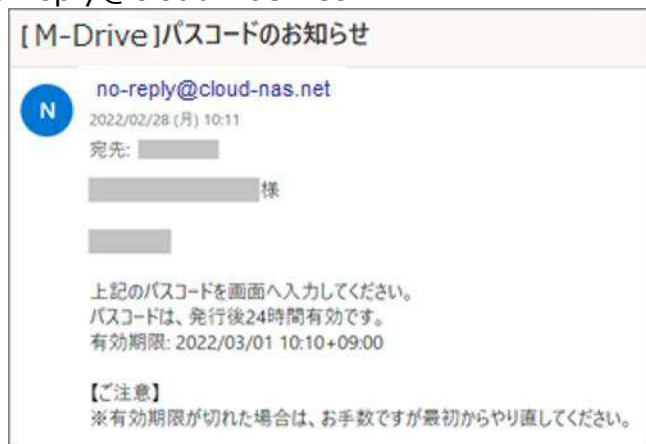 [M-Drive]パスコードのお知らせ
N
no-reply@cloud-nas.net
2022/02/28 (月) 10:11
宛先:
様
上記のパスコードを画面へ入力してください。
パスコードは、発行後24時間有効です。
有効期限: 2022/03/01 10:10+09:00
【ご注意】
※有効期限が切れた場合は、お手数ですが最初からやり直してください。